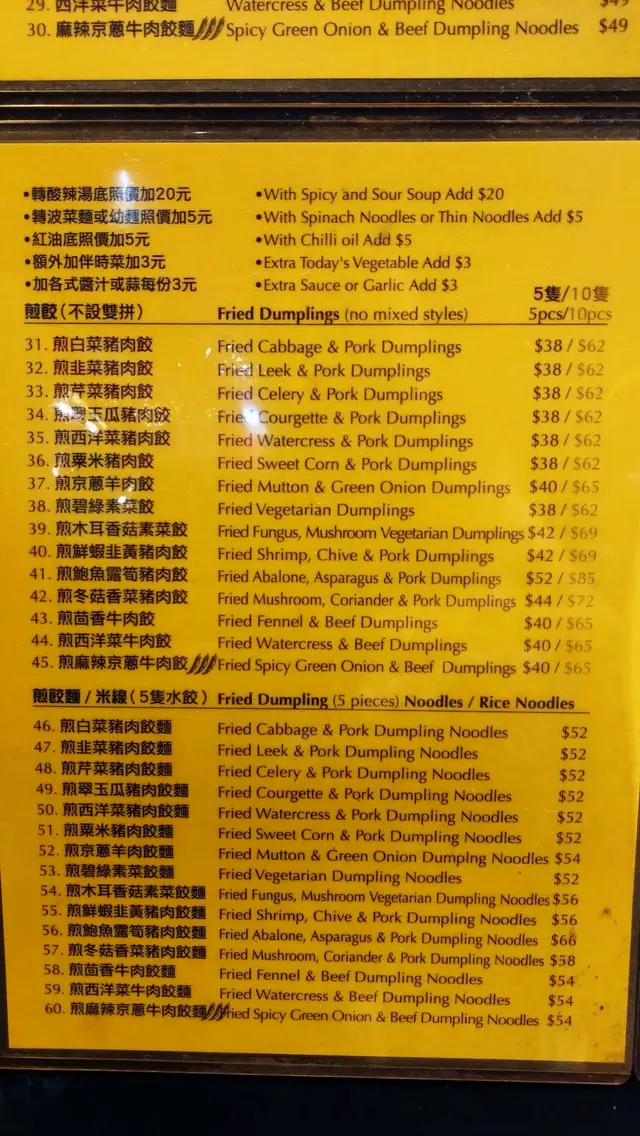 29. 西洋菜牛肉餃麵 Watercress & Beef Dumpling Noodles $49
30. 麻辣京蔥牛肉餃麵 Spicy Green Onion & Beef Dumpling Noodles $49
•轉酸辣湯底照價加20元 •With Spicy and Sour Soup Add $20
•轉波菜麵或幼麵照價加5元 •With Spinach Noodles or Thin Noodles Add $5
•紅油底照價加5元 •With Chilli oil Add $5
•額外加伴時菜加3元 •Extra Today's Vegetable Add $3
•加各式醬汁或蒜每份3元 •Extra Sauce or Garlic Add $3
5隻/10隻
煎餃(不設雙拼) Fried Dumplings (no mixed styles) 5pcs/10pcs
31. 煎白菜豬肉餃 Fried Cabbage & Pork Dumplings $38 / $62
32. 煎韭菜豬肉餃 Fried Leek & Pork Dumplings $38 / $62
33. 煎芹菜豬肉餃 Fried Celery & Pork Dumplings $38 / $62
34. 煎翠玉瓜豬肉餃 Fried Courgette & Pork Dumplings $38 / $62
35. 煎西洋菜豬肉餃 Fried Watercress & Pork Dumplings $38 / $62
36. 煎粟米豬肉餃 Fried Sweet Corn & Pork Dumplings $38 / $62
37. 煎京蔥羊肉餃 Fried Mutton & Green Onion Dumplings $40 / $65
38. 煎碧綠素菜餃 Fried Vegetarian Dumplings $38 / $62
39. 煎木耳香菇素菜餃 Fried Fungus, Mushroom Vegetarian Dumplings $42 / $69
40. 煎鮮蝦韭黃豬肉餃 Fried Shrimp, Chive & Pork Dumplings $42 / $69
41. 煎鮑魚露筍豬肉餃 Fried Abalone, Asparagus & Pork Dumplings $52 / $85
42. 煎冬菇香菜豬肉餃 Fried Mushroom, Coriander & Pork Dumplings $44 / $72
43. 煎茴香牛肉餃 Fried Fennel & Beef Dumplings $40 / $65
44. 煎西洋菜牛肉餃 Fried Watercress & Beef Dumplings $40 / $65
45. 煎麻辣京蔥牛肉餃 Fried Spicy Green Onion & Beef Dumplings $40 / $65
煎餃麵 / 米線(5隻水餃) Fried Dumpling (5 pieces) Noodles / Rice Noodles
46. 煎白菜豬肉餃麵 Fried Cabbage & Pork Dumpling Noodles $52
47. 煎韭菜豬肉餃麵 Fried Leek & Pork Dumpling Noodles $52
48. 煎芹菜豬肉餃麵 Fried Celery & Pork Dumpling Noodles $52
49. 煎翠玉瓜豬肉餃麵 Fried Courgette & Pork Dumpling Noodles $52
50. 煎西洋菜豬肉餃麵 Fried Watercress & Pork Dumpling Noodles $52
51. 煎粟米豬肉餃麵 Fried Sweet Corn & Pork Dumpling Noodles $52
52. 煎京蔥羊肉餃麵 Fried Mutton & Green Onion Dumplng Noodles $54
53. 煎碧綠素菜餃麵 Fried Vegetarian Dumpling Noodles $52
54. 煎木耳香菇素菜餃麵 Fried Fungus, Mushroom Vegetarian Dumpling Noodles $56
55. 煎鮮蝦韭黃豬肉餃麵 Fried Shrimp, Chive & Pork Dumpling Noodles $56
56. 煎鮑魚露筍豬肉餃麵 Fried Abalone, Asparagus & Pork Dumpling Noodles $66
57. 煎冬菇香菜豬肉餃麵 Fried Mushroom, Coriander & Pork Dumpling Noodles $58
58. 煎茴香牛肉餃麵 Fried Fennel & Beef Dumpling Noodles $54
59. 煎西洋菜牛肉餃麵 Fried Watercress & Beef Dumpling Noodles $54
60. 煎麻辣京蔥牛肉餃麵 Fried Spicy Green Onion & Beef Dumpling Noodles $54